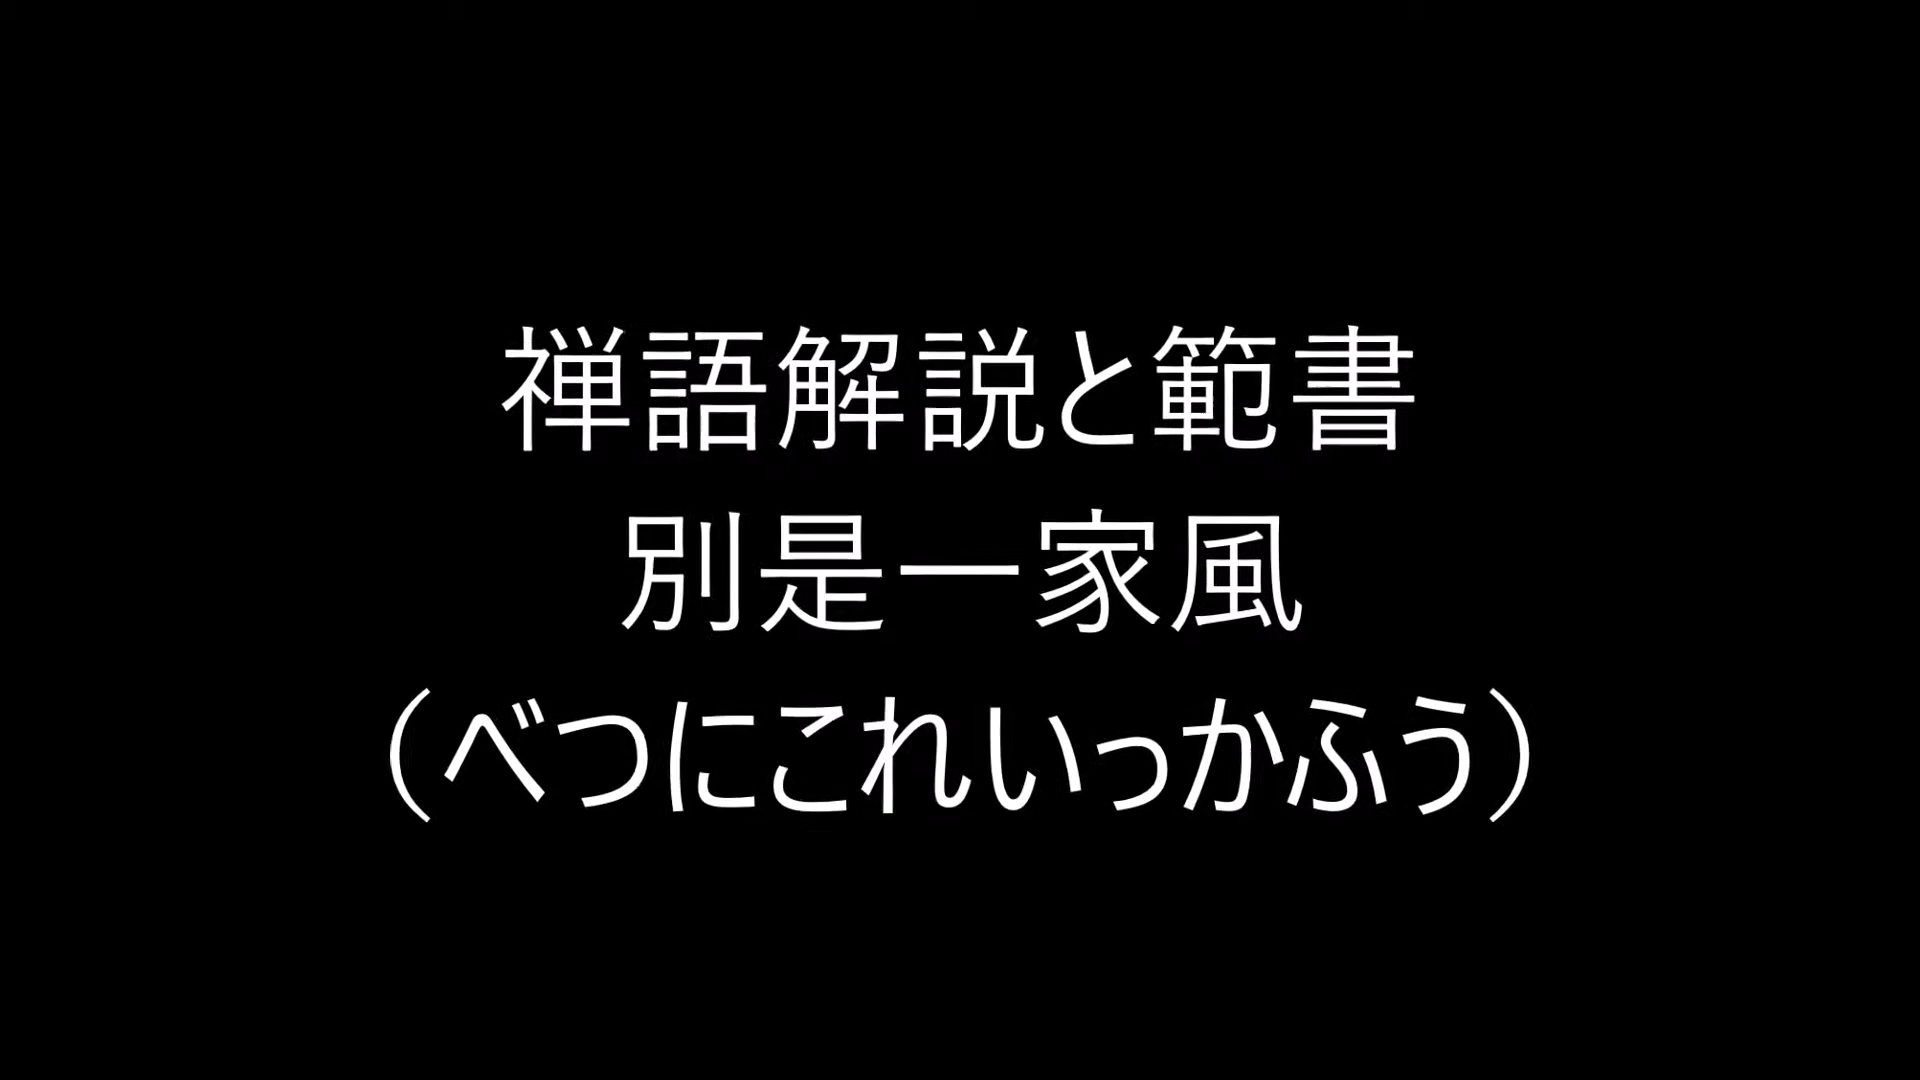 禅語解説と範書
別是一家風
（べつにこれいっかふう）